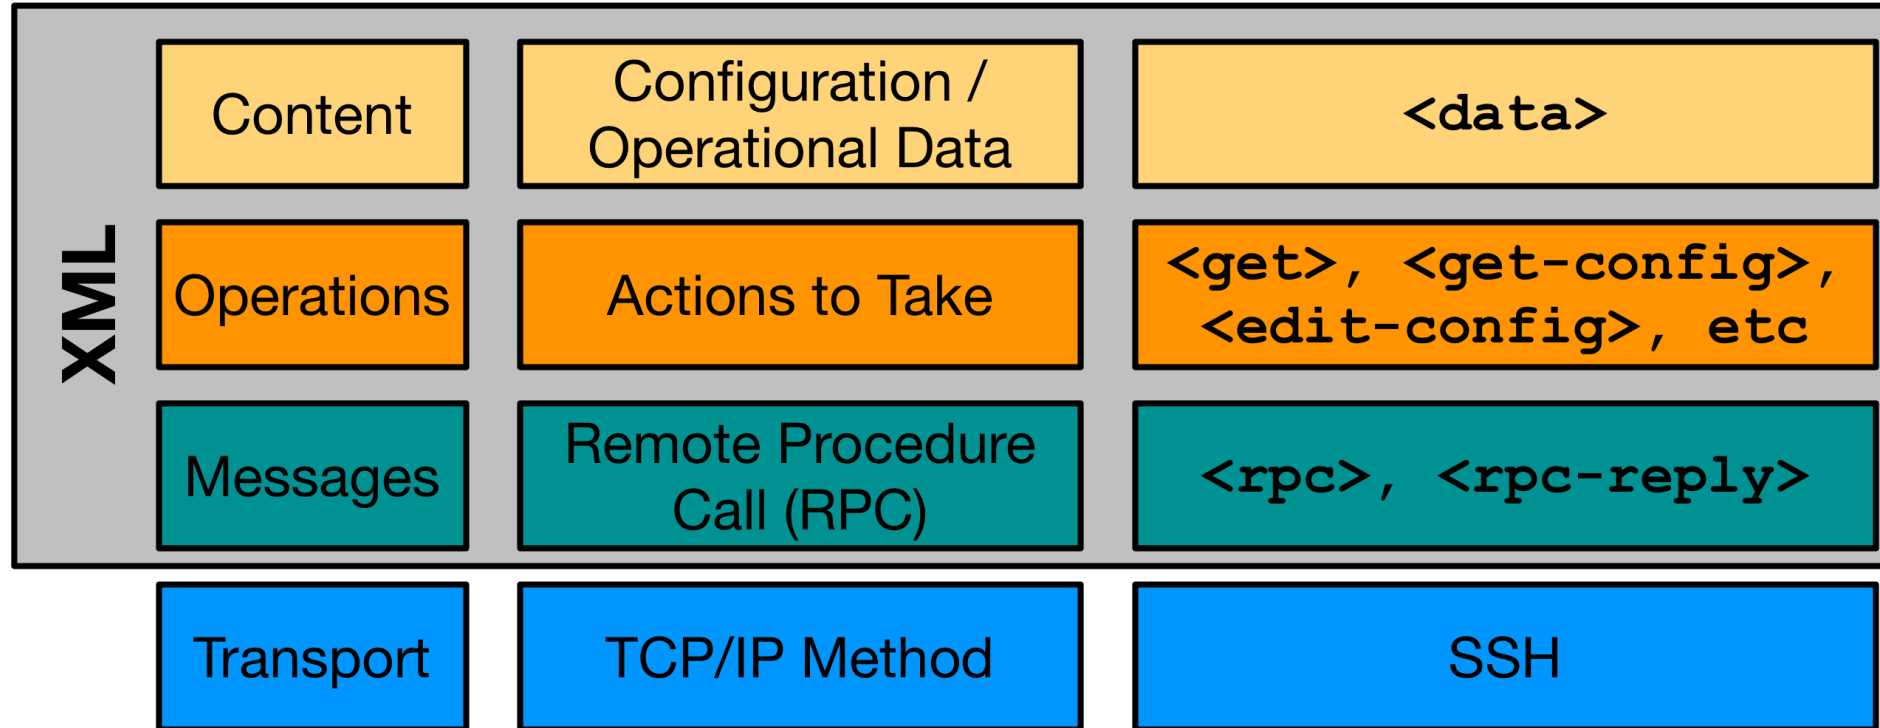 XML
Content
Configuration /
Operational Data
<data>
Operations
Actions to Take
<get>, <get-config>,
<edit-config>, etc
Messages
Remote Procedure
Call (RPC)
<rpc>, <rpc-reply>
Transport
TCP/IP Method
SSH